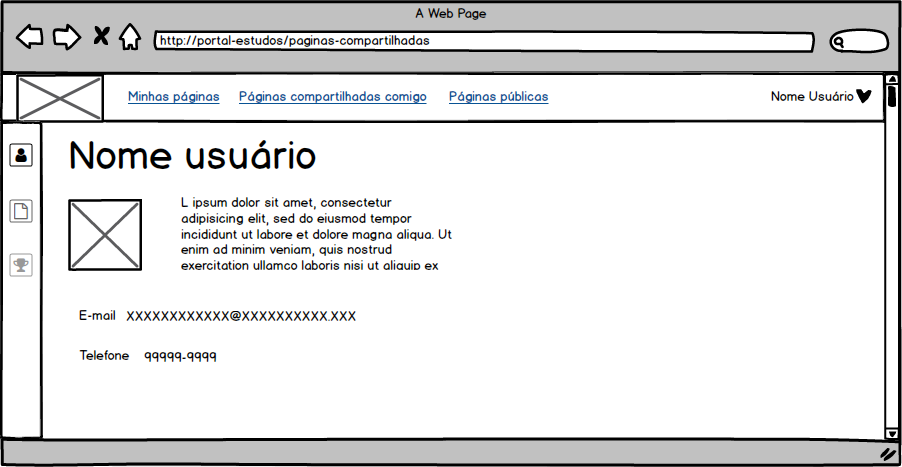 A Web Page
http://portal-estudos/paginas-compartilhadas
Minhas páginas Páginas compartilhadas comigo Páginas públicas Nome Usuário
Nome usuário
L ipsum dolor sit amet, consectetur
adipisicing elit, sed do eiusmod tempor
incididunt ut labore et dolore magna aliqua. Ut
enim ad minim veniam, quis nostrud
exercitation ullamco laboris nisi ut aliquip ex
E-mail XXXXXXXXXXXX@XXXXXXXXXX.XXX
Telefone 99999-9999